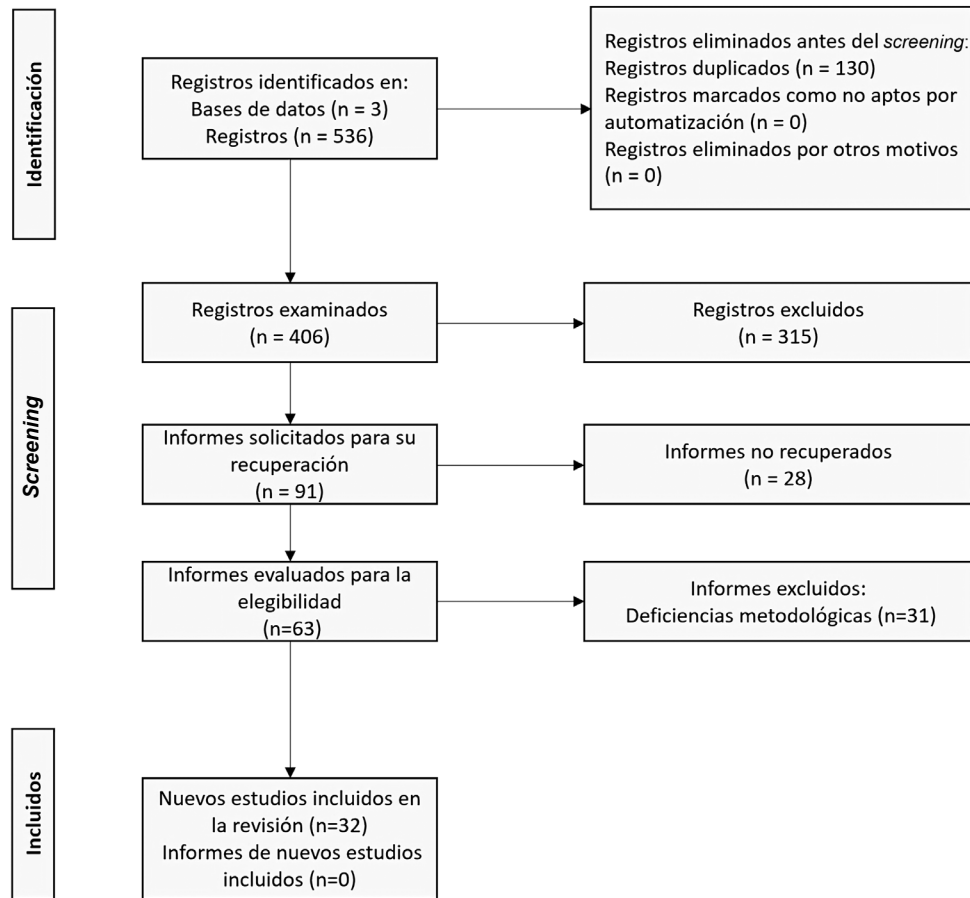 Identificación
Registros identificados en:
Bases de datos (n = 3)
Registros (n = 536)
Registros eliminados antes del screening:
Registros duplicados (n = 130)
Registros marcados como no aptos por
automatización (n = 0)
Registros eliminados por otros motivos
(n = 0)
Screening
Registros examinados
(n = 406)
Registros excluidos
(n = 315)
Informes solicitados para su
recuperación
(n = 91)
Informes no recuperados
(n = 28)
Informes evaluados para la
elegibilidad
(n=63)
Informes excluidos:
Deficiencias metodológicas (n=31)
Incluidos
Nuevos estudios incluidos en
la revisión (n=32)
Informes de nuevos estudios
incluidos (n=0)